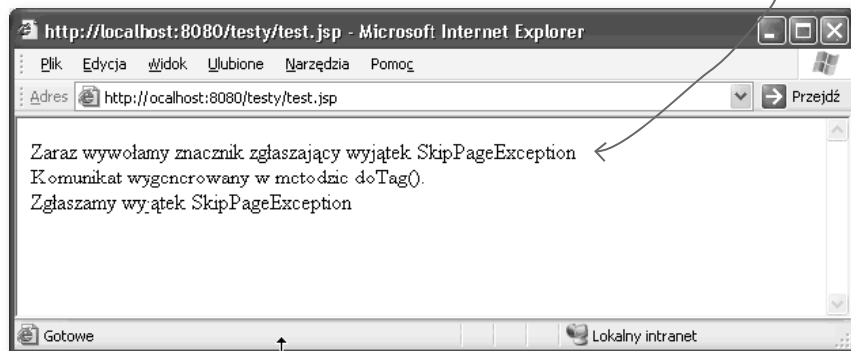 http://localhost:8080/testy/test.jsp - Microsoft Internet Explorer
Plik Edycja Widok Ulubione Narzędzia Pomoc
Adres http://ocalhost:8080/testy/test.jsp Przejdź
Zaraz wywołamy znacznik zgłaszający wyjątek SkipPageException
Komunikat wygenerowany w metodzie doTag().
Zgłaszamy wyjątek SkipPageException
Gotowe Lokalny intranet